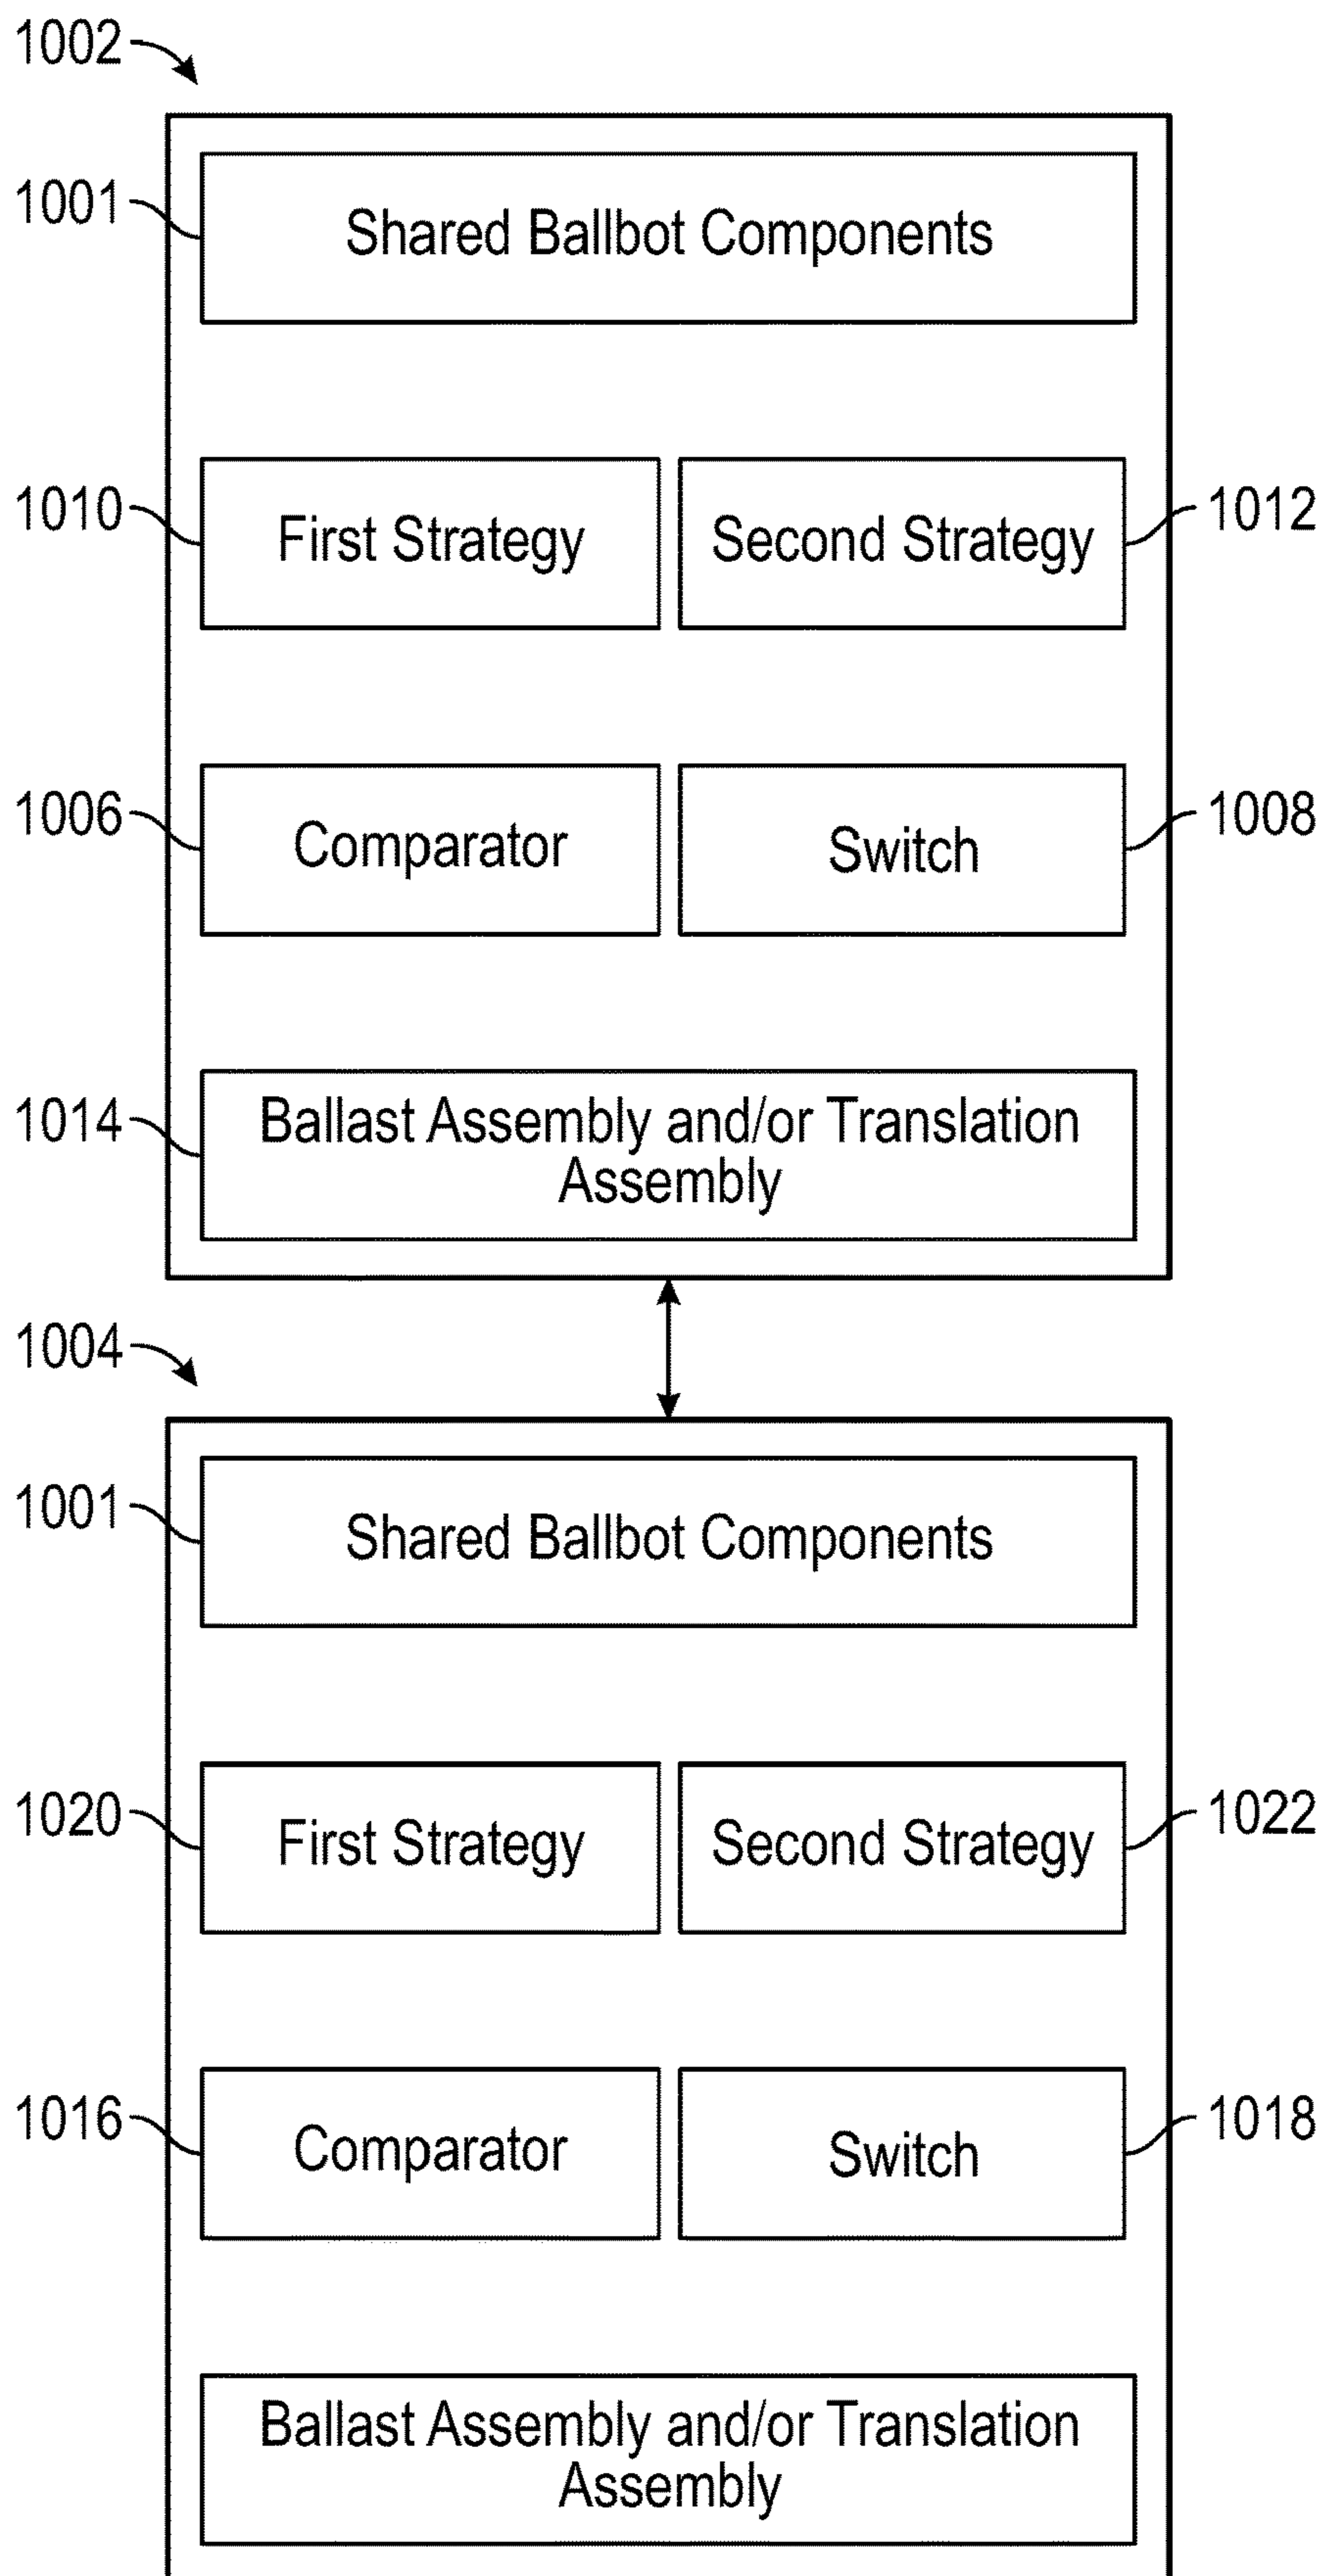 1002
1001
Shared Ballbot Components
1010
First Strategy
Second Strategy
1012
1006
Comparator
Switch
1008
1014
Ballast Assembly and/or Translation
Assembly
1004
1001
Shared Ballbot Components
1020
First Strategy
Second Strategy
1022
1016
Comparator
Switch
1018
Ballast Assembly and/or Translation
Assembly